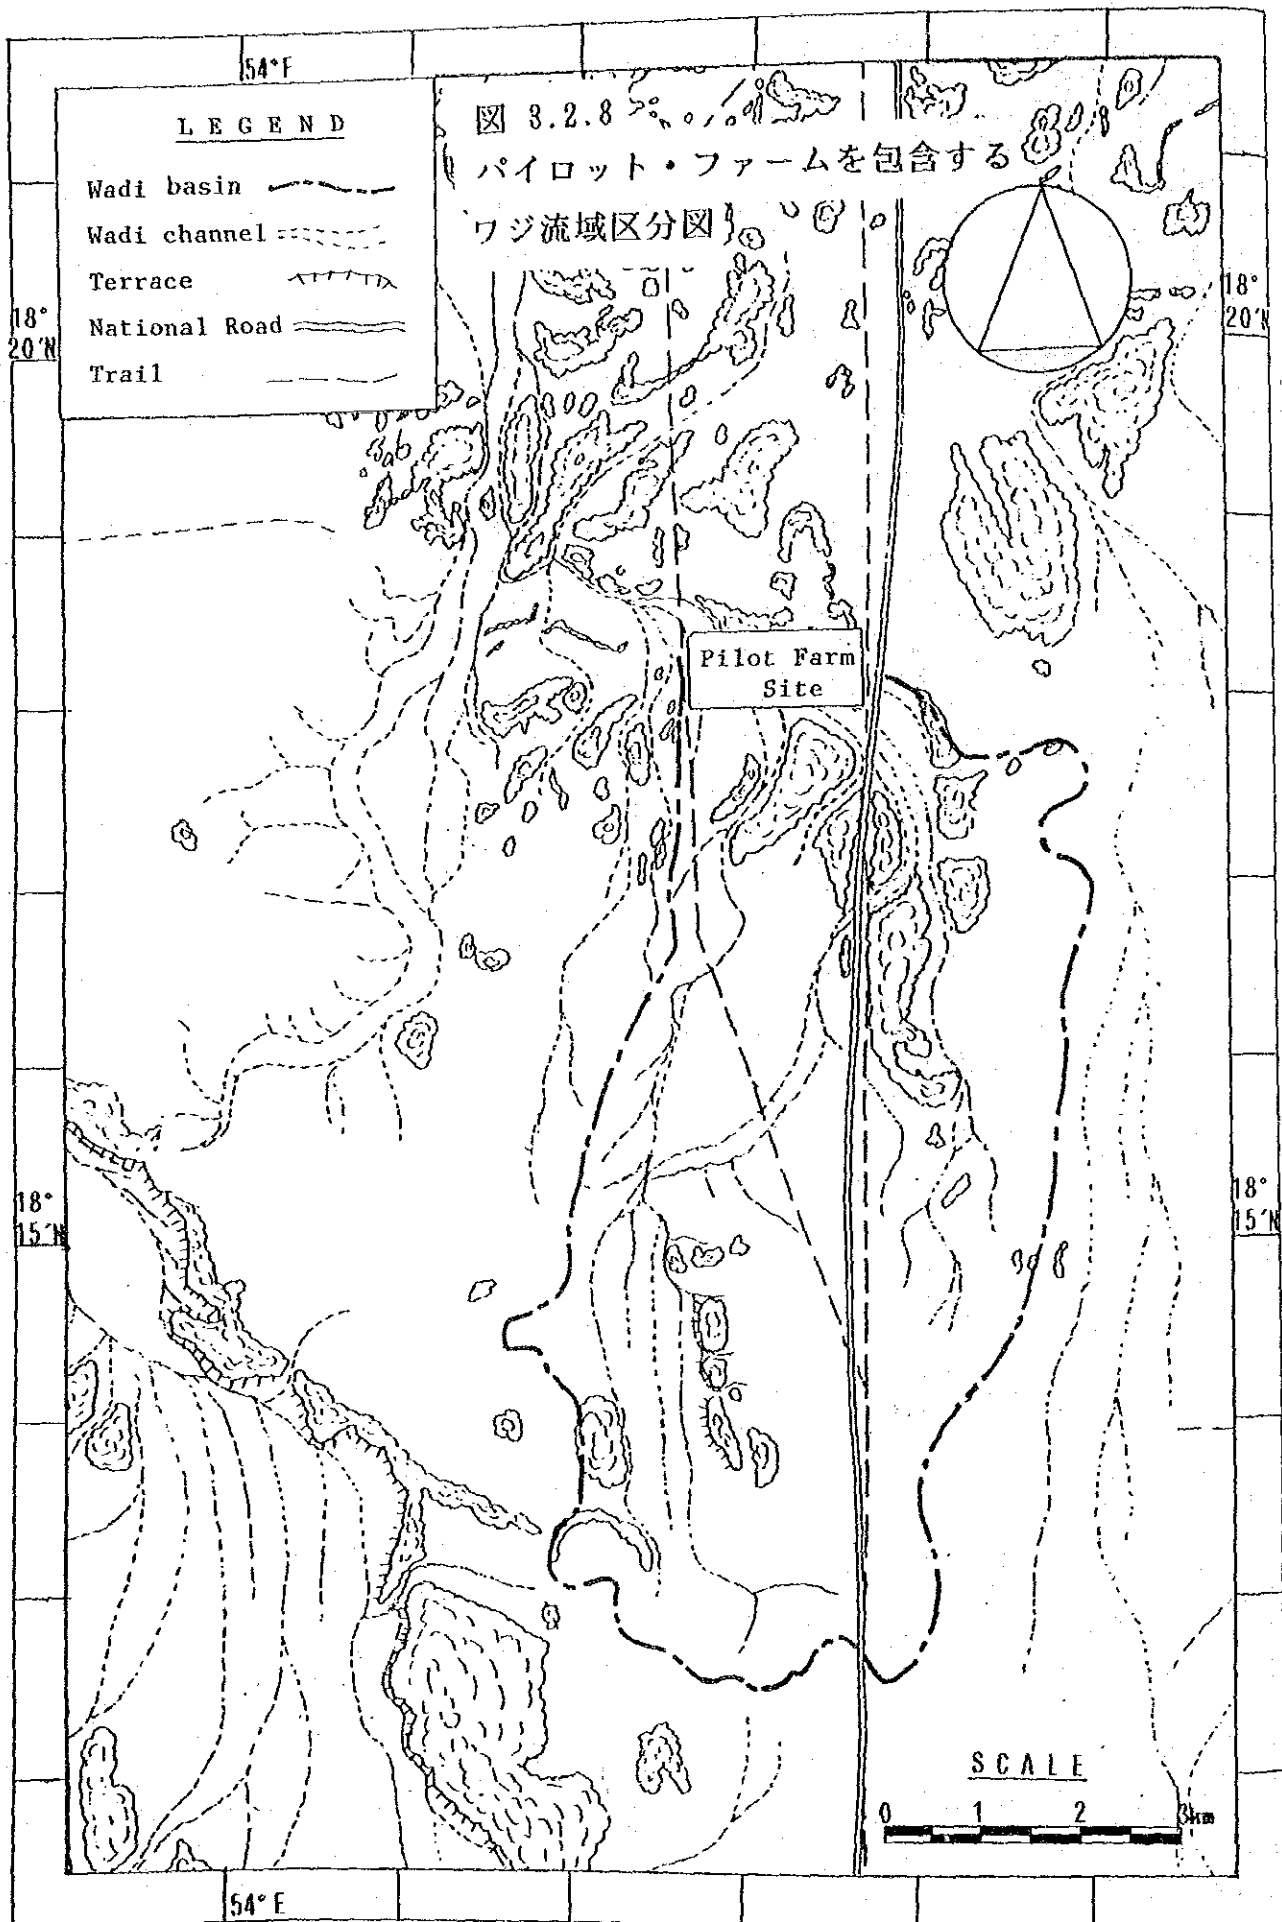 54°E
LEGEND
Wadi basin
Wadi channel
Terrace
National Road
Trail
図 3.2.8
パイロット・ファームを包含する
ワジ流域区分図
18°
20'N
18°
20'N
Pilot Farm
Site
18°
15'N
18°
15'N
SCALE
0 1 2 3km
54°E